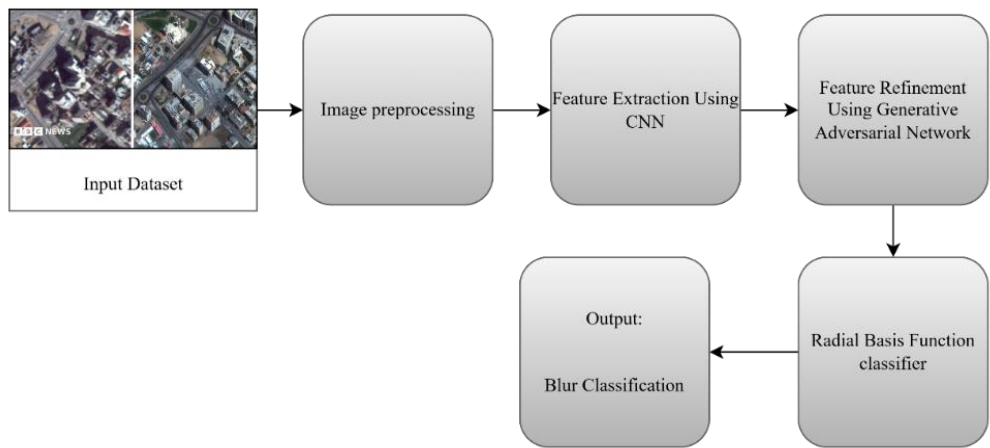 BBC NEWS
Input Dataset
Image preprocessing
Feature Extraction Using
CNN
Feature Refinement
Using Generative
Adversarial Network
Radial Basis Function
classifier
Output:
Blur Classification